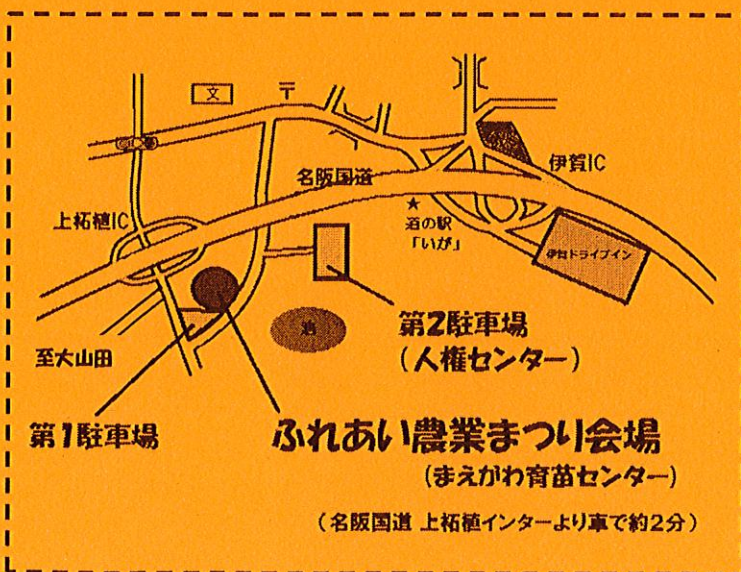 文
〒
伊賀IC
名阪国道
上柘植IC
★
道の駅
「いが」
伊賀ドライブイン
第2駐車場
(人権センター)
至大山田
第1駐車場
ふれあい農業まつり会場
(まえがわ育苗センター)
(名阪国道 上柘植インターより車で約2分)